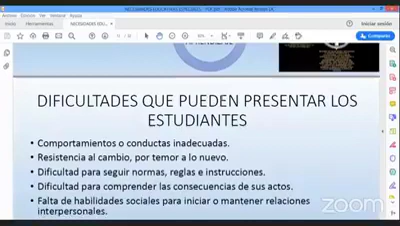 Inicio Herramientas NECESIDADES EDU... Iniciar sesión
Compartir
DIFICULTADES QUE PUEDEN PRESENTAR LOS
ESTUDIANTES
• Comportamientos o conductas inadecuadas.
• Resistencia al cambio, por temor a lo nuevo.
• Dificultad para seguir normas, reglas e instrucciones.
• Dificultad para comprender las consecuencias de sus actos.
• Falta de habilidades sociales para iniciar o mantener relaciones
interpersonales.
zoom